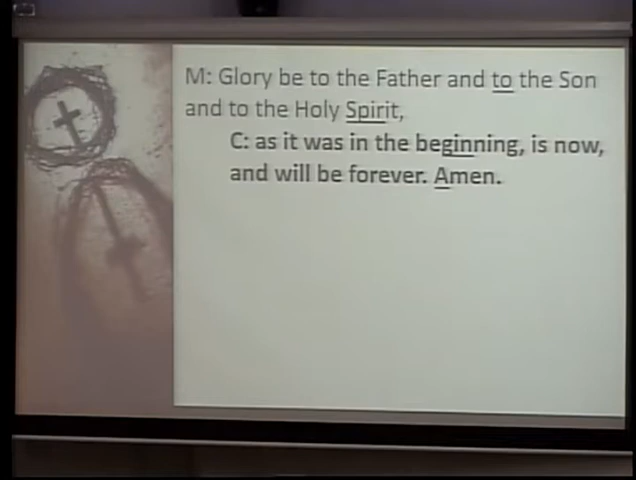 M: Glory be to the Father and to the Son
and to the Holy Spirit,
C: as it was in the beginning, is now,
and will be forever. Amen.